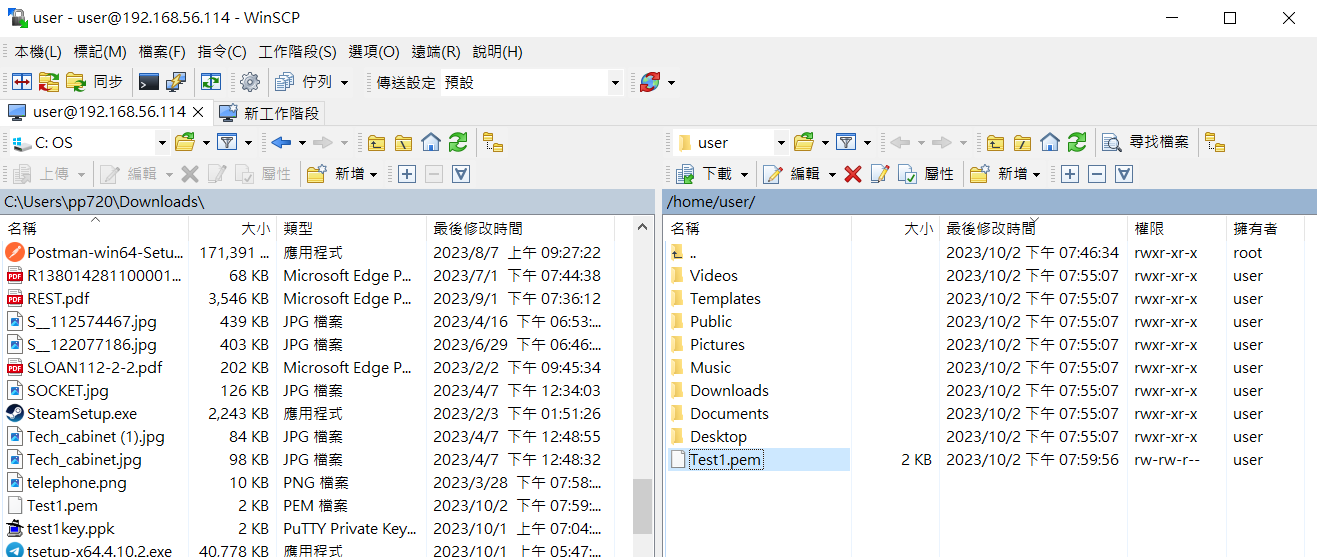 user - user@192.168.56.114 - WinSCP
本機(L) 標記(M) 檔案(F) 指令(C) 工作階段(S) 選項(O) 遠端(R) 說明(H)
同步 佇列 傳送設定 預設
user@192.168.56.114 新工作階段
C: OS
上傳 編輯 屬性 新增
C:\Users\pp720\Downloads\
名稱 大小 類型 最後修改時間
Postman-win64-Setu... 171,391 ... 應用程式 2023/8/7 上午 09:27:22
R138014281100001... 68 KB Microsoft Edge P... 2023/7/1 下午 07:44:38
REST.pdf 3,546 KB Microsoft Edge P... 2023/9/1 下午 07:36:12
S__112574467.jpg 439 KB JPG 檔案 2023/4/16 下午 06:53:...
S__122077186.jpg 403 KB JPG 檔案 2023/6/29 下午 06:46:...
SLOAN112-2-2.pdf 202 KB Microsoft Edge P... 2023/2/2 下午 09:45:34
SOCKET.jpg 126 KB JPG 檔案 2023/4/7 下午 12:34:03
SteamSetup.exe 2,243 KB 應用程式 2023/2/3 下午 01:51:26
Tech_cabinet (1).jpg 84 KB JPG 檔案 2023/4/7 下午 12:48:55
Tech_cabinet.jpg 98 KB JPG 檔案 2023/4/7 下午 12:48:32
telephone.png 10 KB PNG 檔案 2023/3/28 下午 07:58:...
Test1.pem 2 KB PEM 檔案 2023/10/2 下午 07:59:...
test1key.ppk 2 KB PuTTY Private Key... 2023/10/1 上午 07:04:...
tsetup-x64.4.10.2.exe 40,778 KB 應用程式 2023/10/1 上午 05:47:...
user 尋找檔案
下載 編輯 屬性 新增
/home/user/
名稱 大小 最後修改時間 權限 擁有者
.. 2023/10/2 下午 07:46:34 rwxr-xr-x root
Videos 2023/10/2 下午 07:55:07 rwxr-xr-x user
Templates 2023/10/2 下午 07:55:07 rwxr-xr-x user
Public 2023/10/2 下午 07:55:07 rwxr-xr-x user
Pictures 2023/10/2 下午 07:55:07 rwxr-xr-x user
Music 2023/10/2 下午 07:55:07 rwxr-xr-x user
Downloads 2023/10/2 下午 07:55:07 rwxr-xr-x user
Documents 2023/10/2 下午 07:55:07 rwxr-xr-x user
Desktop 2023/10/2 下午 07:55:07 rwxr-xr-x user
Test1.pem 2 KB 2023/10/2 下午 07:59:56 rw-rw-r-- user